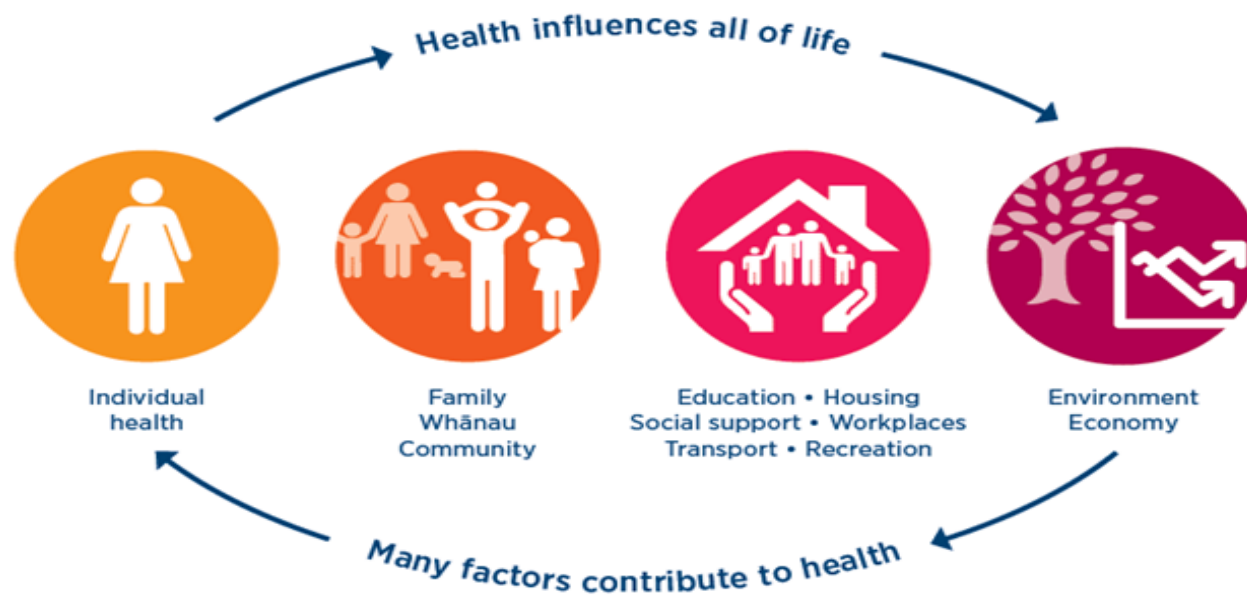 Health influences all of life
Individual
health
Family
Whānau
Community
Education • Housing
Social support • Workplaces
Transport • Recreation
Environment
Economy
Many factors contribute to health